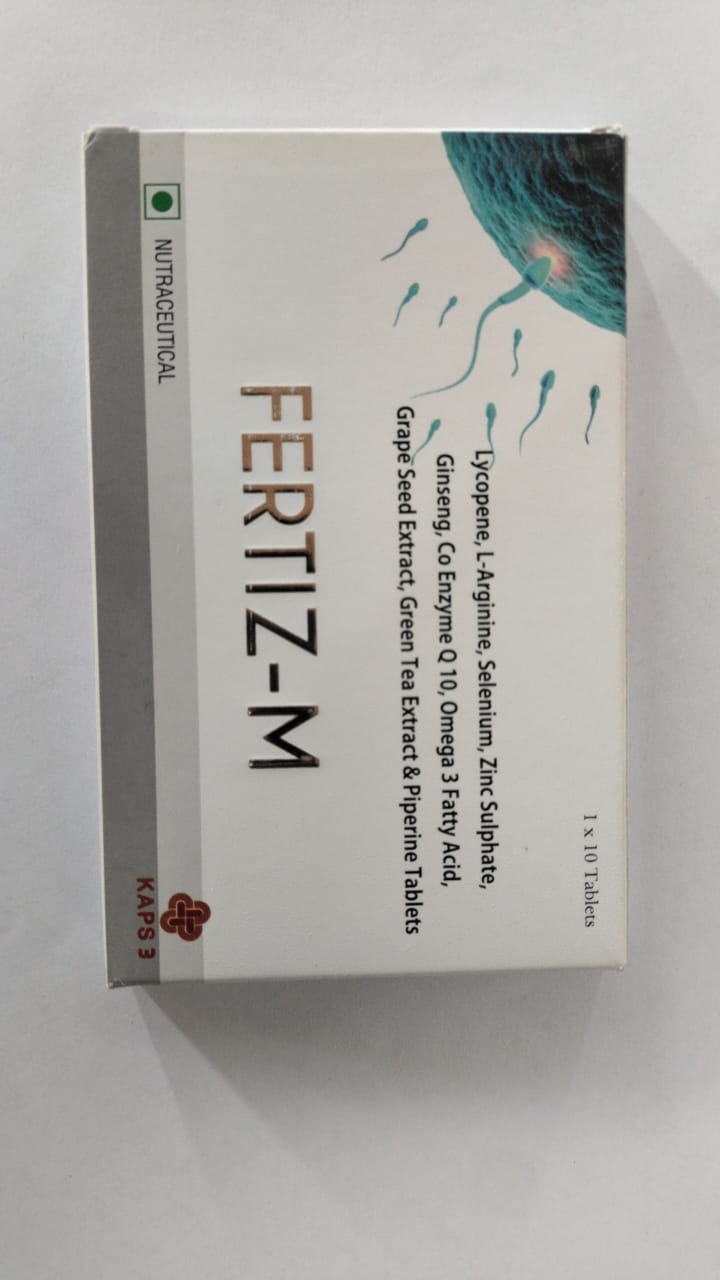 1 x 10 Tablets
Lycopene, L-Arginine, Selenium, Zinc Sulphate,
Ginseng, Co Enzyme Q 10, Omega 3 Fatty Acid,
Grape Seed Extract, Green Tea Extract & Piperine Tablets
FERTIZ-M
NUTRACEUTICAL
KAPS 3